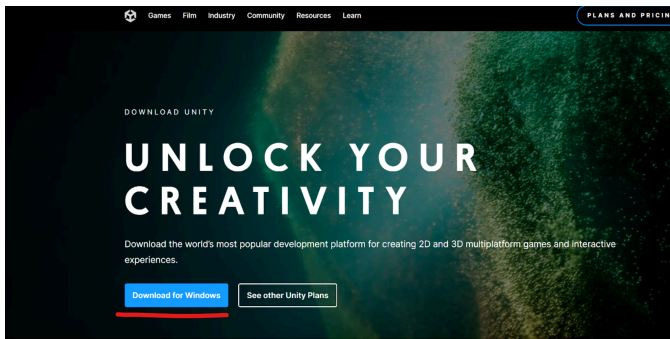 Games Film Industry Community Resources Learn PLANS AND PRICIN
DOWNLOAD UNITY
UNLOCK YOUR
CREATIVITY
Download the world's most popular development platform for creating 2D and 3D multiplatform games and interactive
experiences.
Download for Windows See other Unity Plans